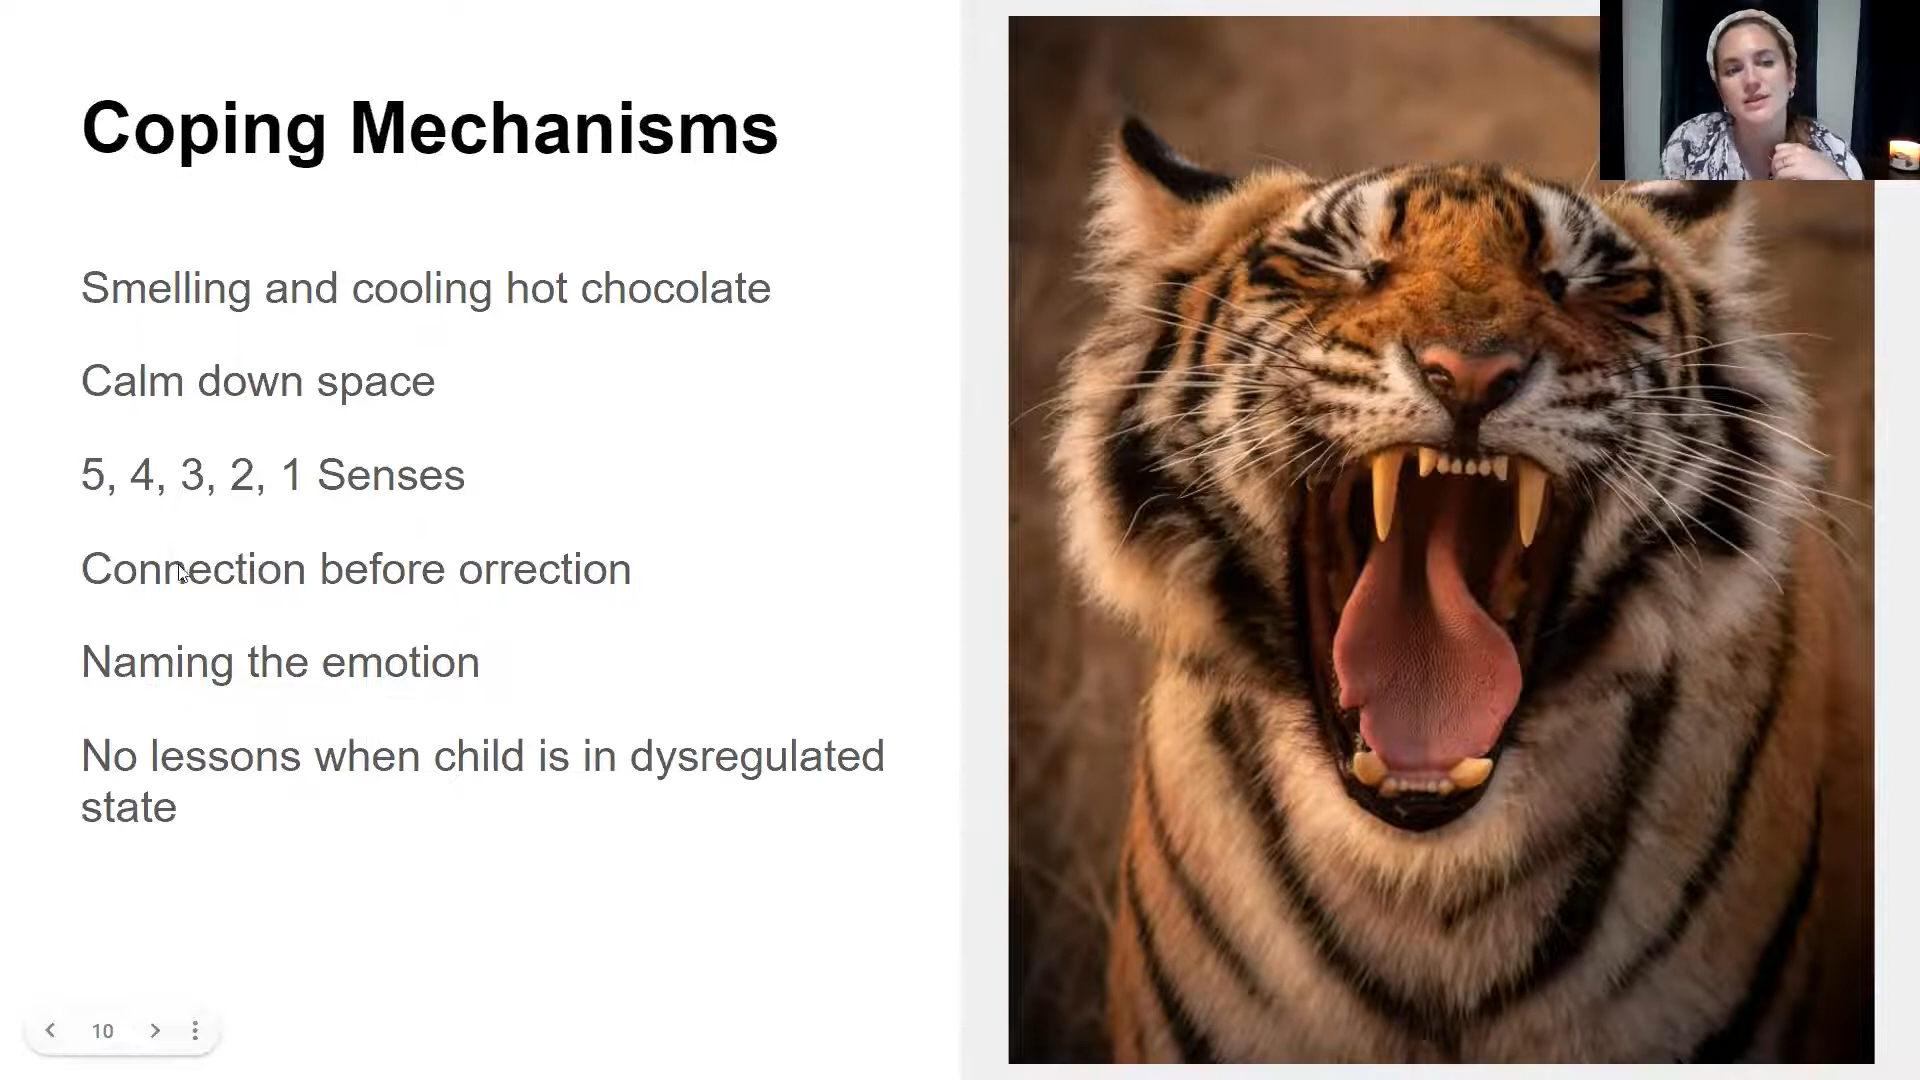 Coping Mechanisms
Smelling and cooling hot chocolate
Calm down space
5, 4, 3, 2, 1 Senses
Connection before orrection
Naming the emotion
No lessons when child is in dysregulated
state
10